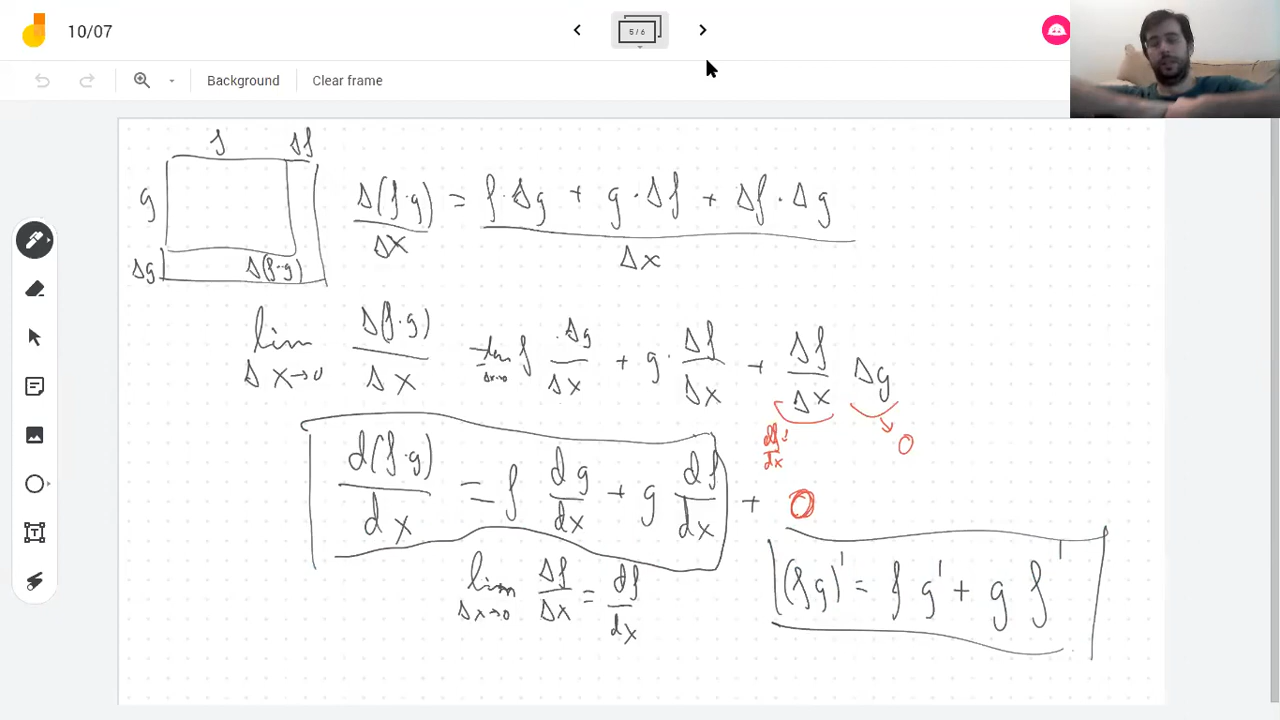 10/07
5 / 6
Background
Clear frame
f Δf
g
Δg Δ(f·g)
Δ(f·g)/Δx = (f·Δg + g·Δf + Δf·Δg)/Δx
lim Δx→0 Δ(f·g)/Δx = lim Δx→0 f ·Δg/Δx + g·Δf/Δx + Δf/Δx Δg
df/dx 0
d(f·g)/dx = f dg/dx + g df/dx + 0
lim Δx→0 Δf/Δx = df/dx
(fg)' = f g' + g f'